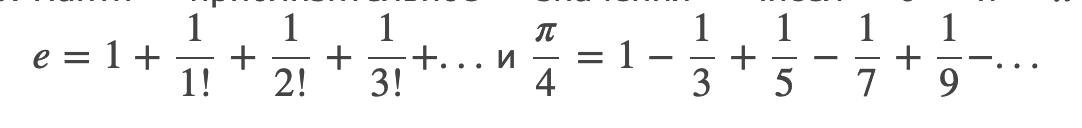 e = 1 + 1/1! + 1/2! + 1/3! + ... и π/4 = 1 − 1/3 + 1/5 − 1/7 + 1/9 − ...